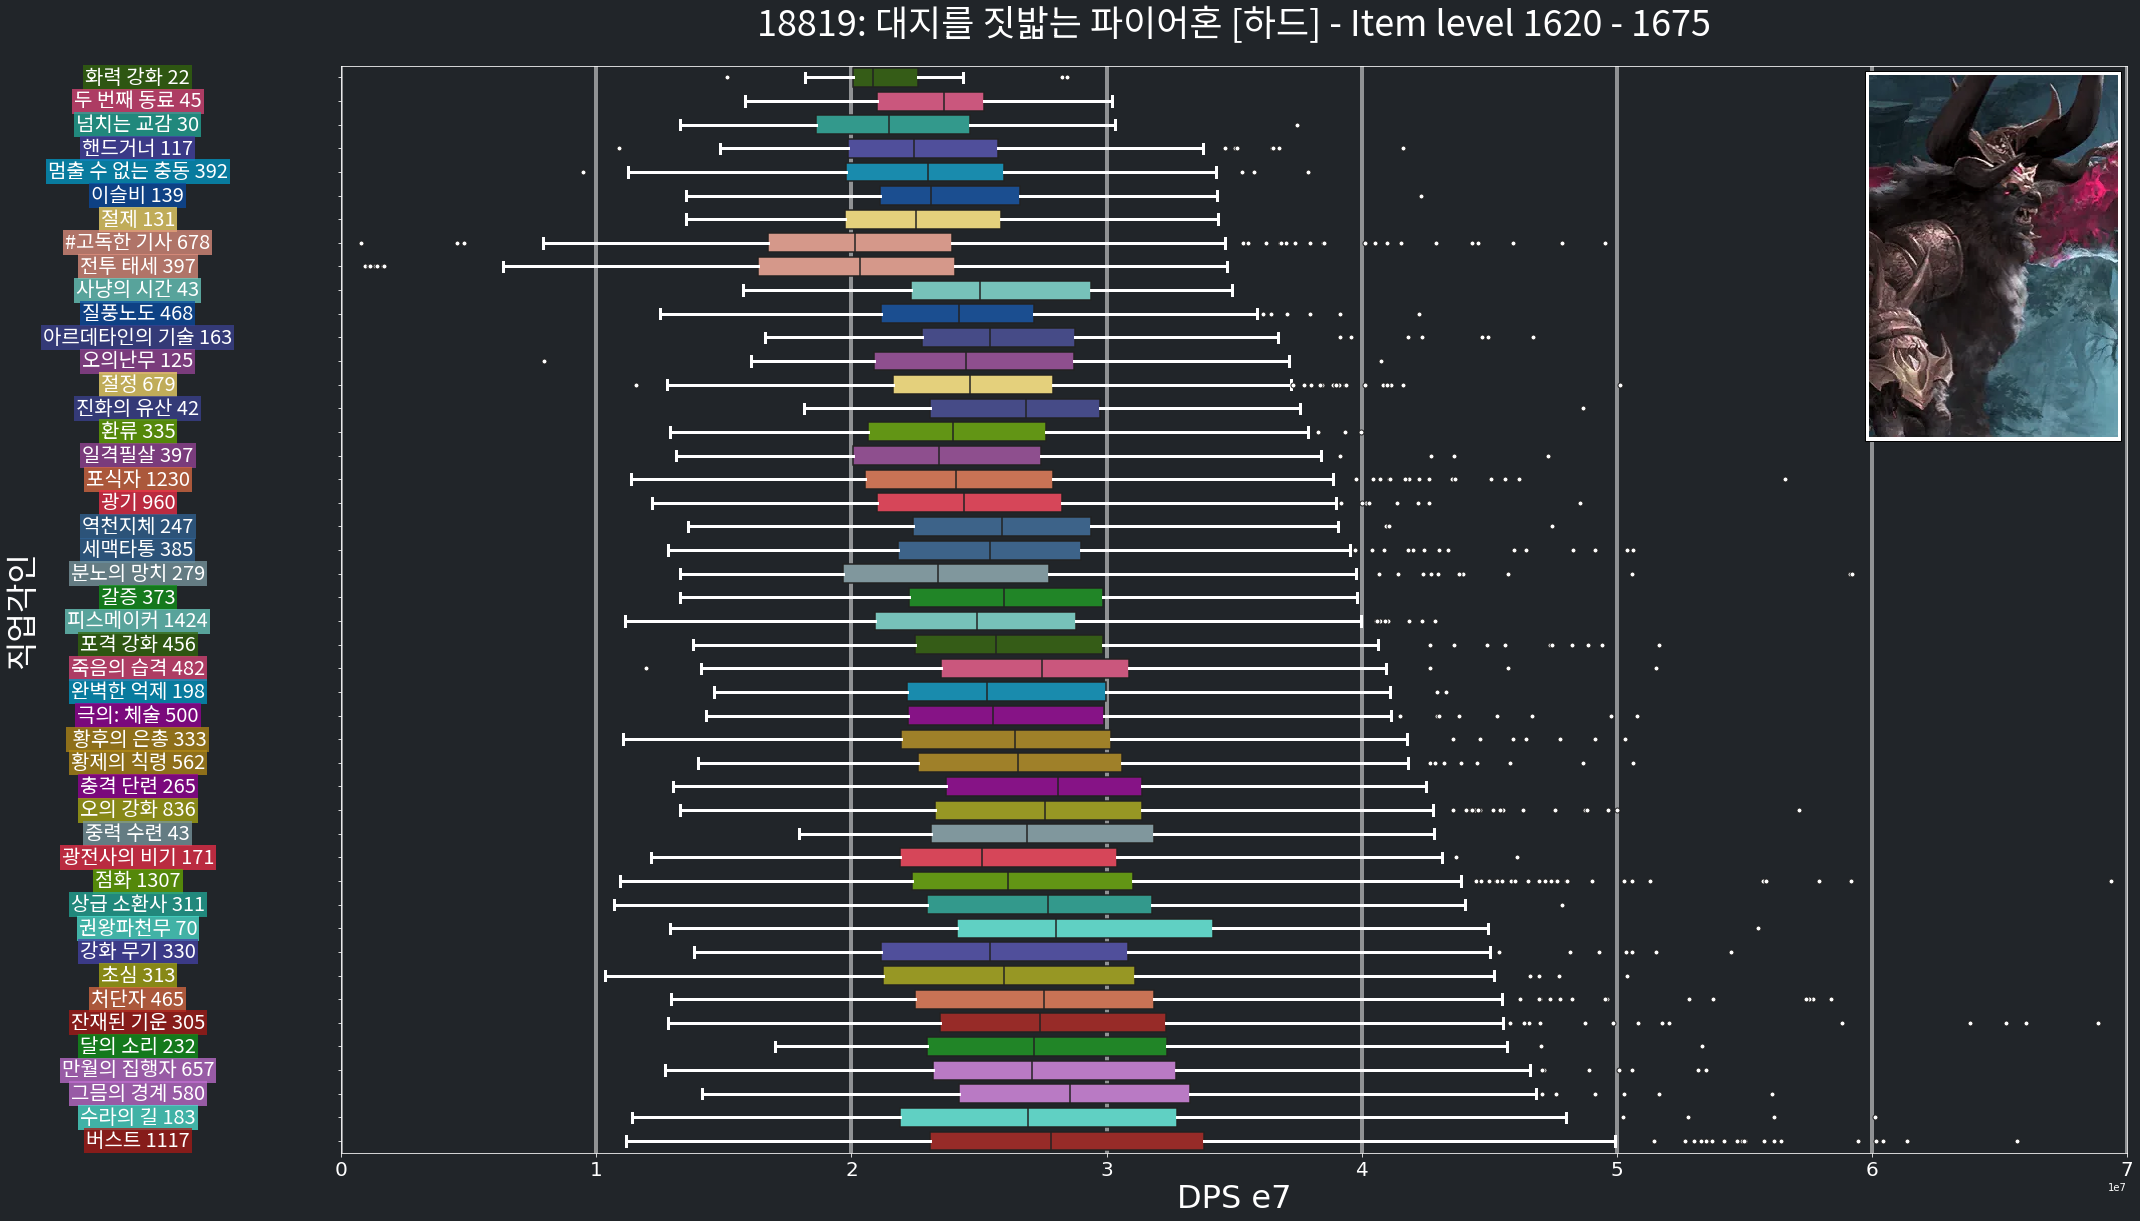 18819: 대지를 짓밟는 파이어혼 [하드] - Item level 1620 - 1675
화력 강화 22
두 번째 동료 45
넘치는 교감 30
핸드거너 117
멈출 수 없는 충동 392
이슬비 139
절제 131
#고독한 기사 678
전투 태세 397
사냥의 시간 43
질풍노도 468
아르데타인의 기술 163
오의난무 125
절정 679
진화의 유산 42
환류 335
일격필살 397
포식자 1230
광기 960
역천지체 247
세맥타통 385
분노의 망치 279
갈증 373
피스메이커 1424
포격 강화 456
죽음의 습격 482
완벽한 억제 198
극의: 체술 500
황후의 은총 333
황제의 칙령 562
충격 단련 265
오의 강화 836
중력 수련 43
광전사의 비기 171
점화 1307
상급 소환사 311
권왕파천무 70
강화 무기 330
초심 313
처단자 465
잔재된 기운 305
달의 소리 232
만월의 집행자 657
그믐의 경계 580
수라의 길 183
버스트 1117
직업각인
0 1 2 3 4 5 6 7
DPS e7
1e7